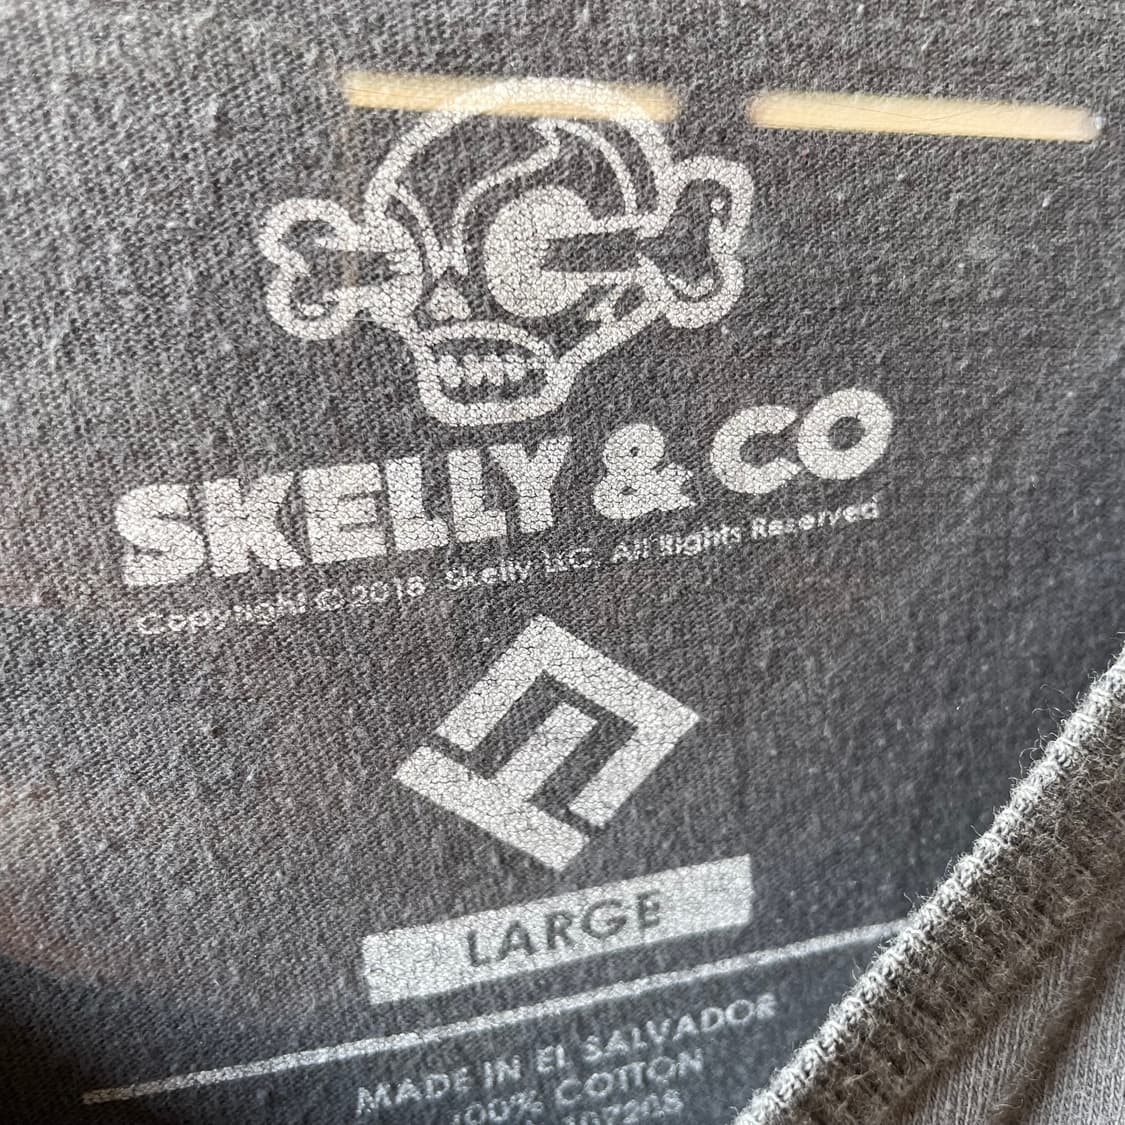 SKELLY & CO
Copyright © 2018 Skelly LLC. All Rights Reserved
LARGE
MADE IN EL SALVADOR
100% COTTON